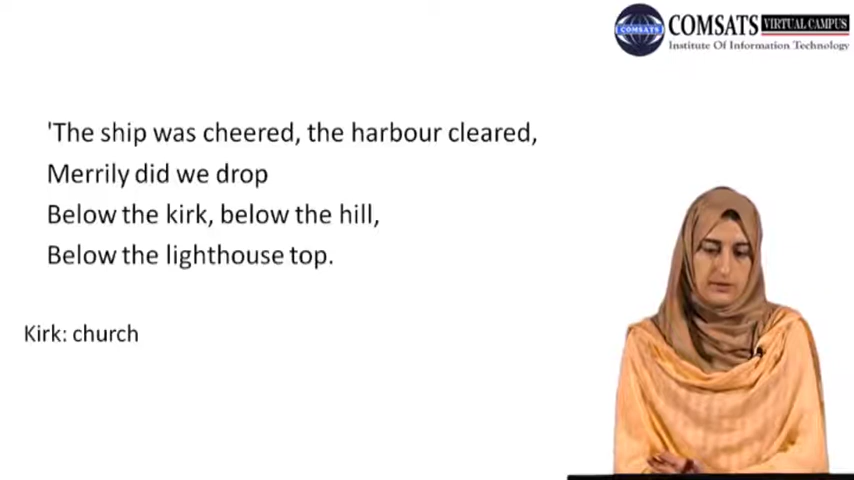 COMSATS VIRTUAL CAMPUS
Institute Of Information Technology
COMSATS
'The ship was cheered, the harbour cleared,
Merrily did we drop
Below the kirk, below the hill,
Below the lighthouse top.
Kirk: church